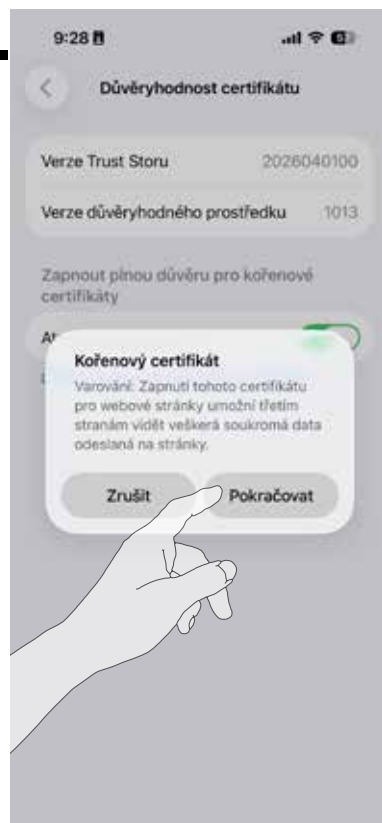 9:28
Důvěryhodnost certifikátu
Verze Trust Storu 2026040100
Verze důvěryhodného prostředku 1013
Zapnout plnou důvěru pro kořenové
certifikáty
Kořenový certifikát
Varování: Zapnutí tohoto certifikátu
pro webové stránky umožní třetím
stranám vidět veškerá soukromá data
odeslaná na stránky.
Zrušit Pokračovat